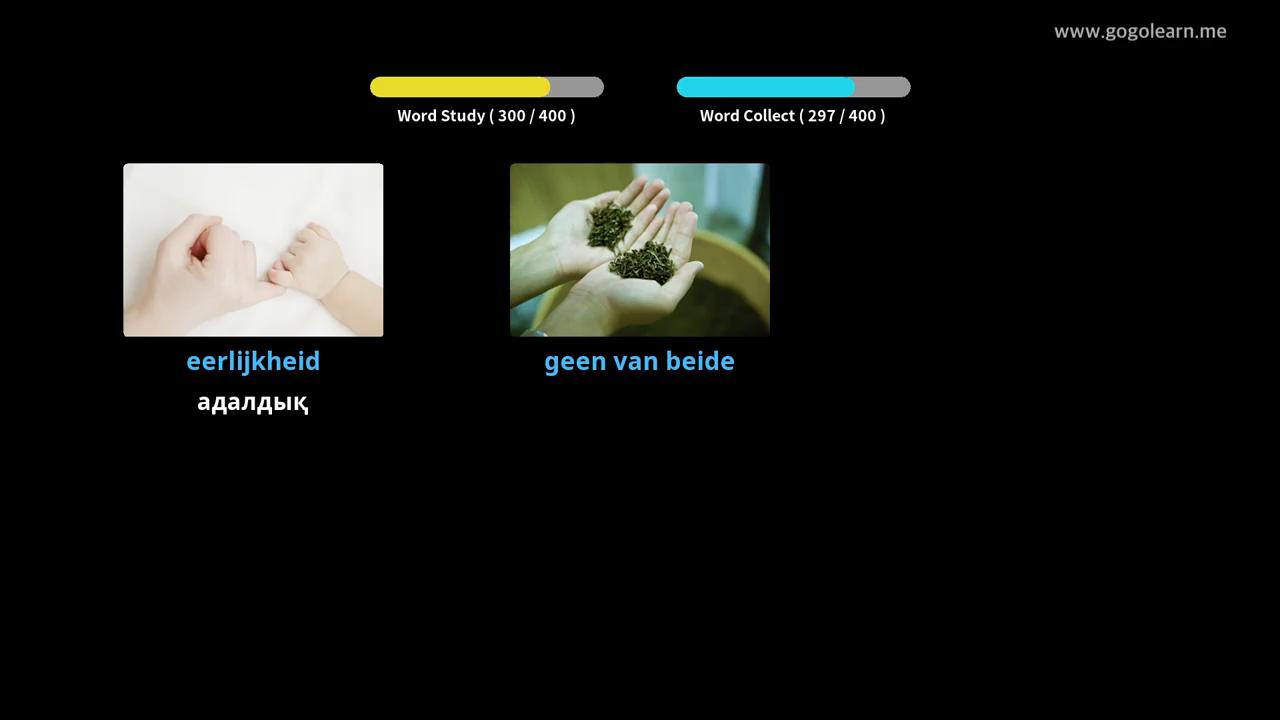 www.gogolearn.me
Word Study ( 300 / 400 )
Word Collect ( 297 / 400 )
eerlijkheid
адалдық
geen van beide